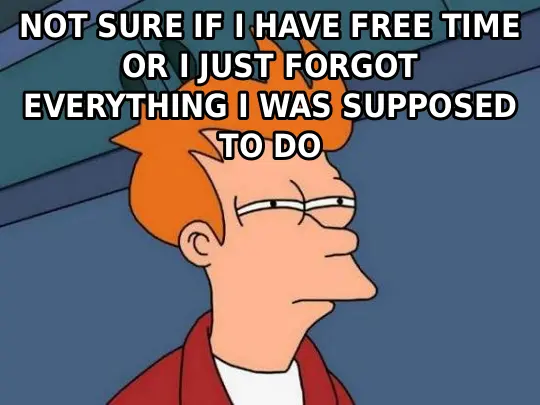 NOT SURE IF I HAVE FREE TIME
OR I JUST FORGOT
EVERYTHING I WAS SUPPOSED
TO DO